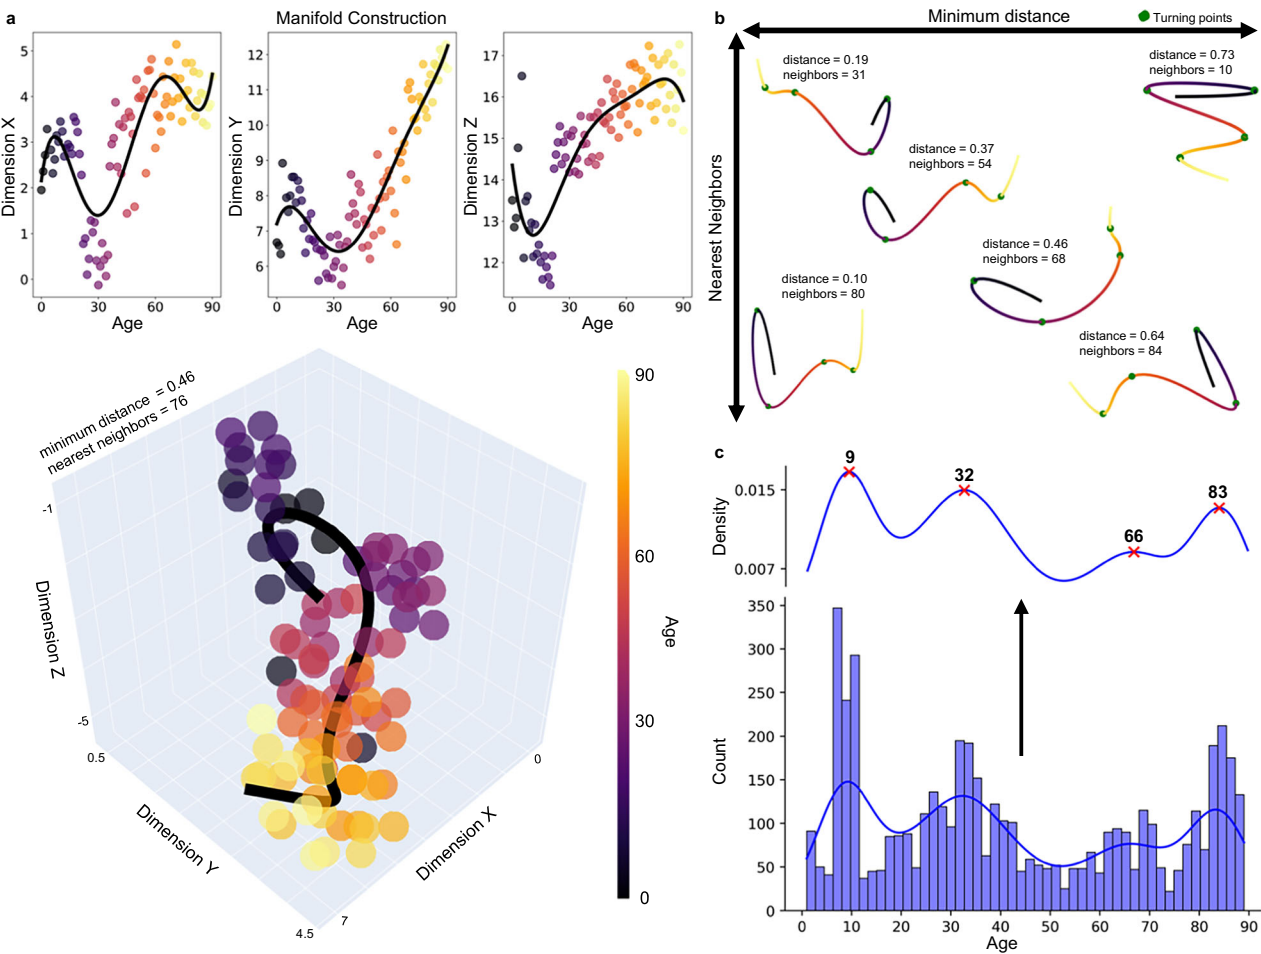 a
Manifold Construction
Dimension X
5
4
3
2
1
0
0 30 60 90
Age
Dimension Y
12
11
10
9
8
7
6
0 30 60 90
Age
Dimension Z
17
16
15
14
13
12
0 30 60 90
Age
minimum distance = 0.46
nearest neighbors = 76
-1
Dimension Z
-5
0.5
Dimension Y
4.5
7
Dimension X
0
90
60
30
0
Age
b
Minimum distance
Turning points
Nearest Neighbors
distance = 0.19
neighbors = 31
distance = 0.73
neighbors = 10
distance = 0.37
neighbors = 54
distance = 0.46
neighbors = 68
distance = 0.10
neighbors = 80
distance = 0.64
neighbors = 84
c
Density
0.015
0.007
9
32
66
83
Count
350
300
250
200
150
100
50
0
0 10 20 30 40 50 60 70 80 90
Age